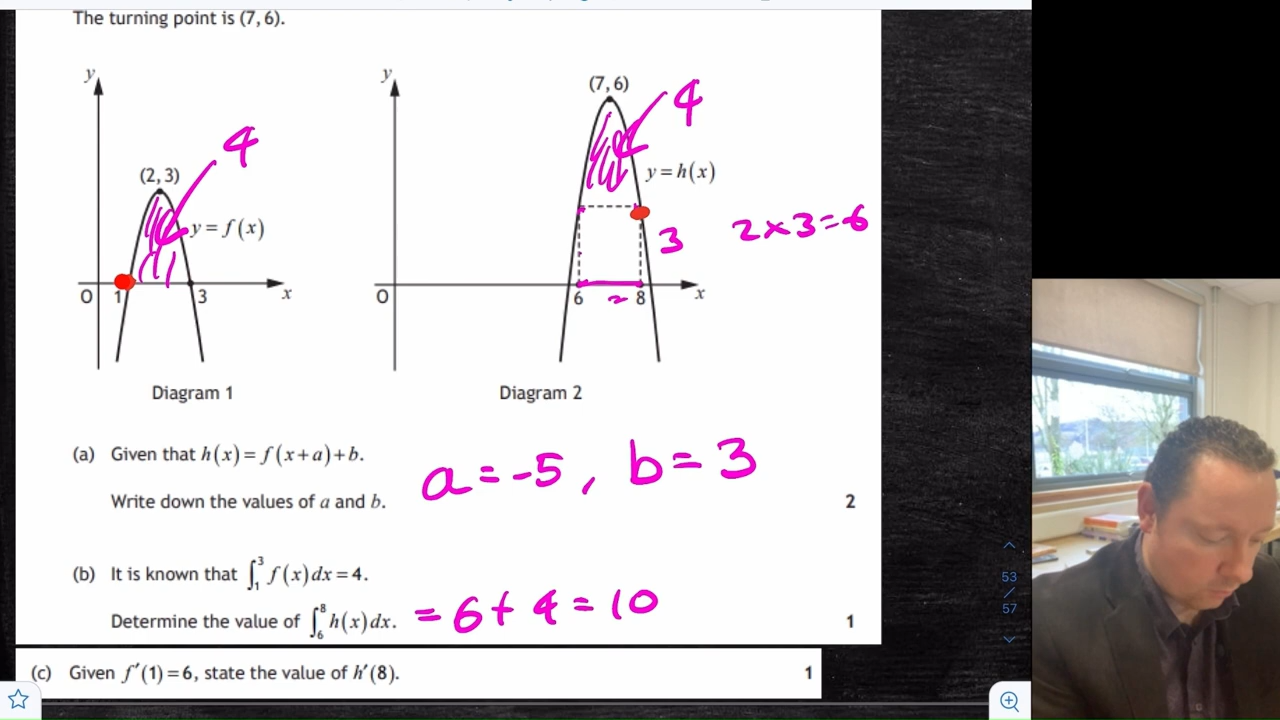 The turning point is (7, 6).
y
y
(7, 6)
4
4
(2, 3)
y = h(x)
y = f(x)
3
2×3=6
O
1
3
x
O
6
2
8
x
Diagram 1
Diagram 2
(a) Given that h(x) = f(x+a)+b.
a = -5, b = 3
Write down the values of a and b.
2
(b) It is known that ∫₁³ f(x)dx = 4.
Determine the value of ∫₆⁸ h(x)dx. = 6 + 4 = 10
1
(c) Given f′(1) = 6, state the value of h′(8).
1
53
/
57